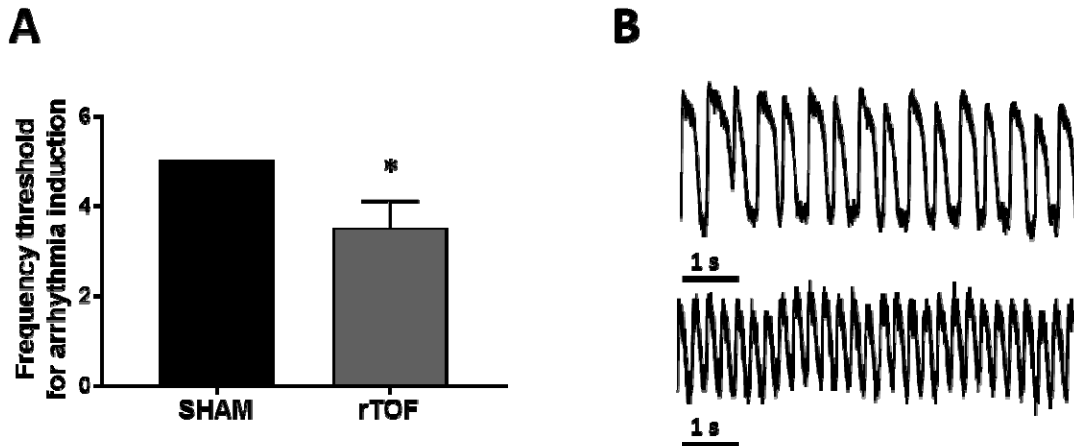 A
B
Frequency threshold
for arrhythmia induction
6
4
2
0
*
SHAM
rTOF
1 s
1 s